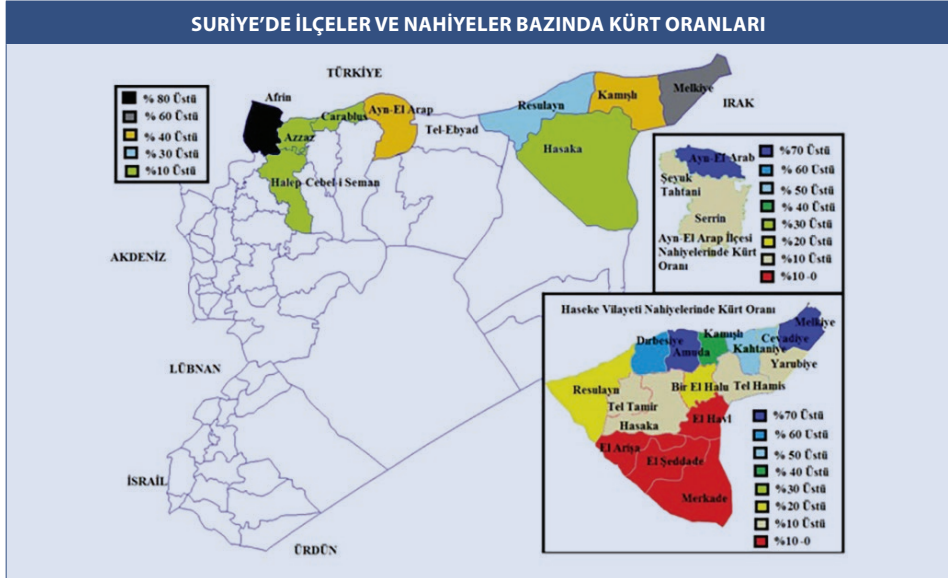 SURİYE'DE İLÇELER VE NAHİYELER BAZINDA KÜRT ORANLARI
TÜRKİYE
% 80 Üstü
% 60 Üstü
% 40 Üstü
% 30 Üstü
%10 Üstü
Afrin
Azzaz
Carablus
Ayn-El Arap
Tel-Ebyad
Resulayn
Kamışlı
Melkiye
IRAK
Hasaka
Halep-Cebel-i Seman
AKDENİZ
LÜBNAN
İSRAİL
ÜRDÜN
Ayn-El-Arab
Şeyuk
Tahtani
Serrin
Ayn-El Arap İlçesi
Nahiyelerinde Kürt
Oranı
%70 Üstü
% 60 Üstü
% 50 Üstü
% 40 Üstü
%30 Üstü
%20 Üstü
%10 Üstü
%10-0
Haseke Vilayeti Nahiyelerinde Kürt Oranı
Melkiye
Kamışlı
Cevadiye
Dırbesiye
Amuda
Kahtaniye
Yarubiye
Resulayn
Bir El Halu
Tel Hamis
Tel Tamir
Hasaka
El Havl
El Arişa
El Şeddade
Merkade
%70 Üstü
% 60 Üstü
% 50 Üstü
% 40 Üstü
%30 Üstü
%20 Üstü
%10 Üstü
%10 -0